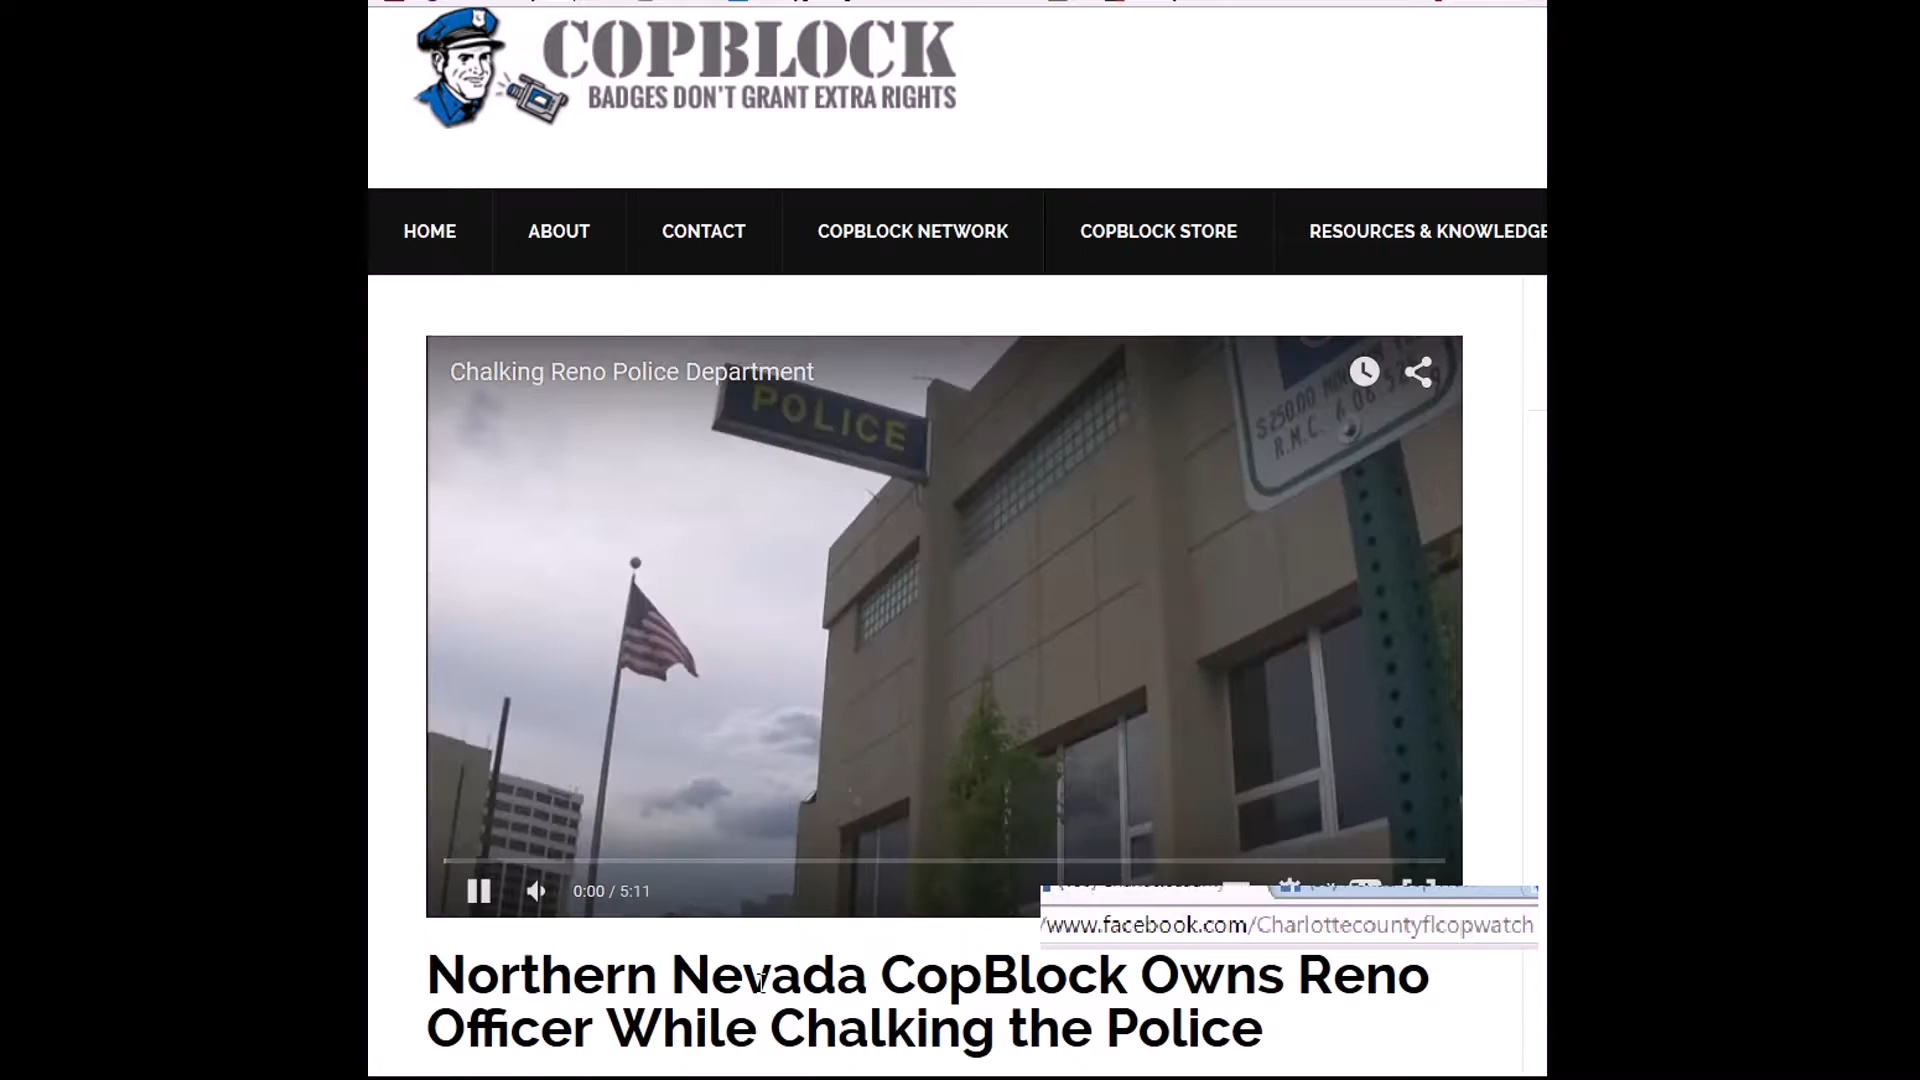 COPBLOCK
BADGES DON'T GRANT EXTRA RIGHTS
HOME ABOUT CONTACT COPBLOCK NETWORK COPBLOCK STORE RESOURCES & KNOWLEDGE
Chalking Reno Police Department
POLICE
$250.00
R.M.C.
0:00 / 5:11
/www.facebook.com/Charlottecountyflcopwatch
Northern Nevada CopBlock Owns Reno
Officer While Chalking the Police